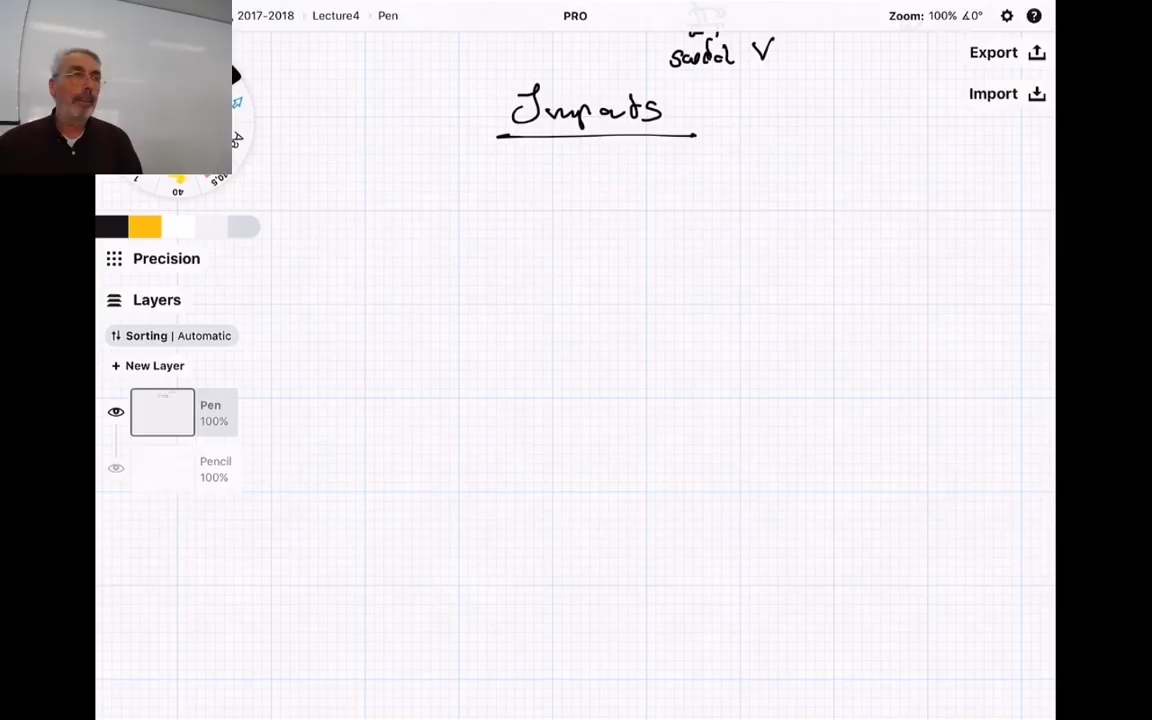 , 2017-2018 Lecture4 Pen PRO Zoom: 100% ∡0°
V
Export
Import
40
Precision
Layers
Sorting | Automatic
+ New Layer
Pen
100%
Pencil
100%